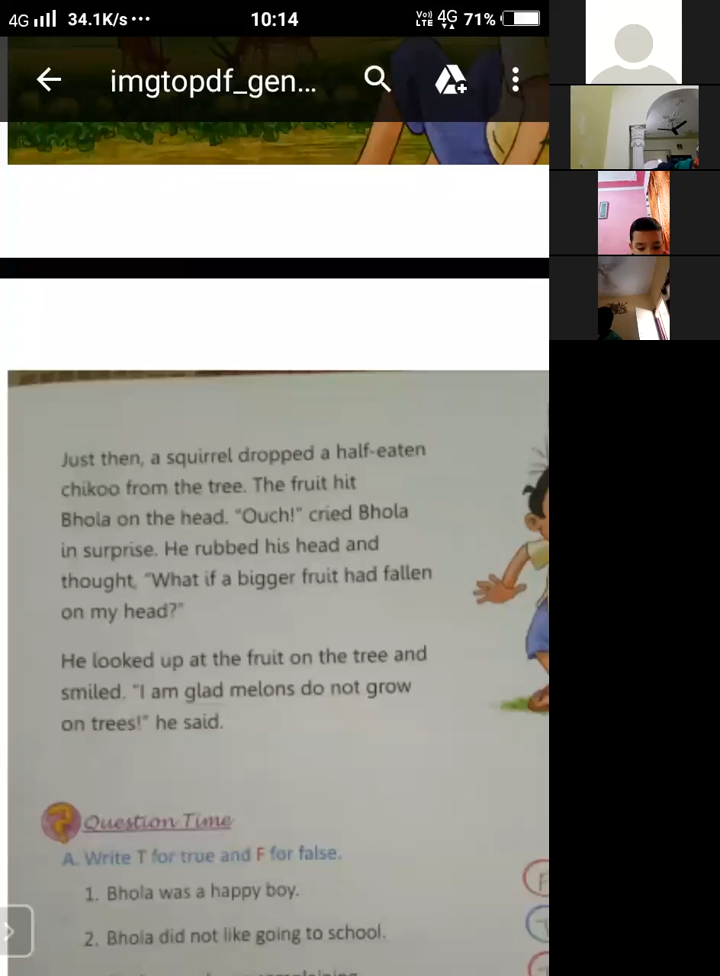 4G 34.1K/s ••• 10:14 Vo)) LTE 4G 71%
imgtopdf_gen...
Just then, a squirrel dropped a half-eaten
chikoo from the tree. The fruit hit
Bhola on the head. "Ouch!" cried Bhola
in surprise. He rubbed his head and
thought, "What if a bigger fruit had fallen
on my head?"
He looked up at the fruit on the tree and
smiled. "I am glad melons do not grow
on trees!" he said.
? Question Time
A. Write T for true and F for false.
1. Bhola was a happy boy. F
2. Bhola did not like going to school. T
complaining